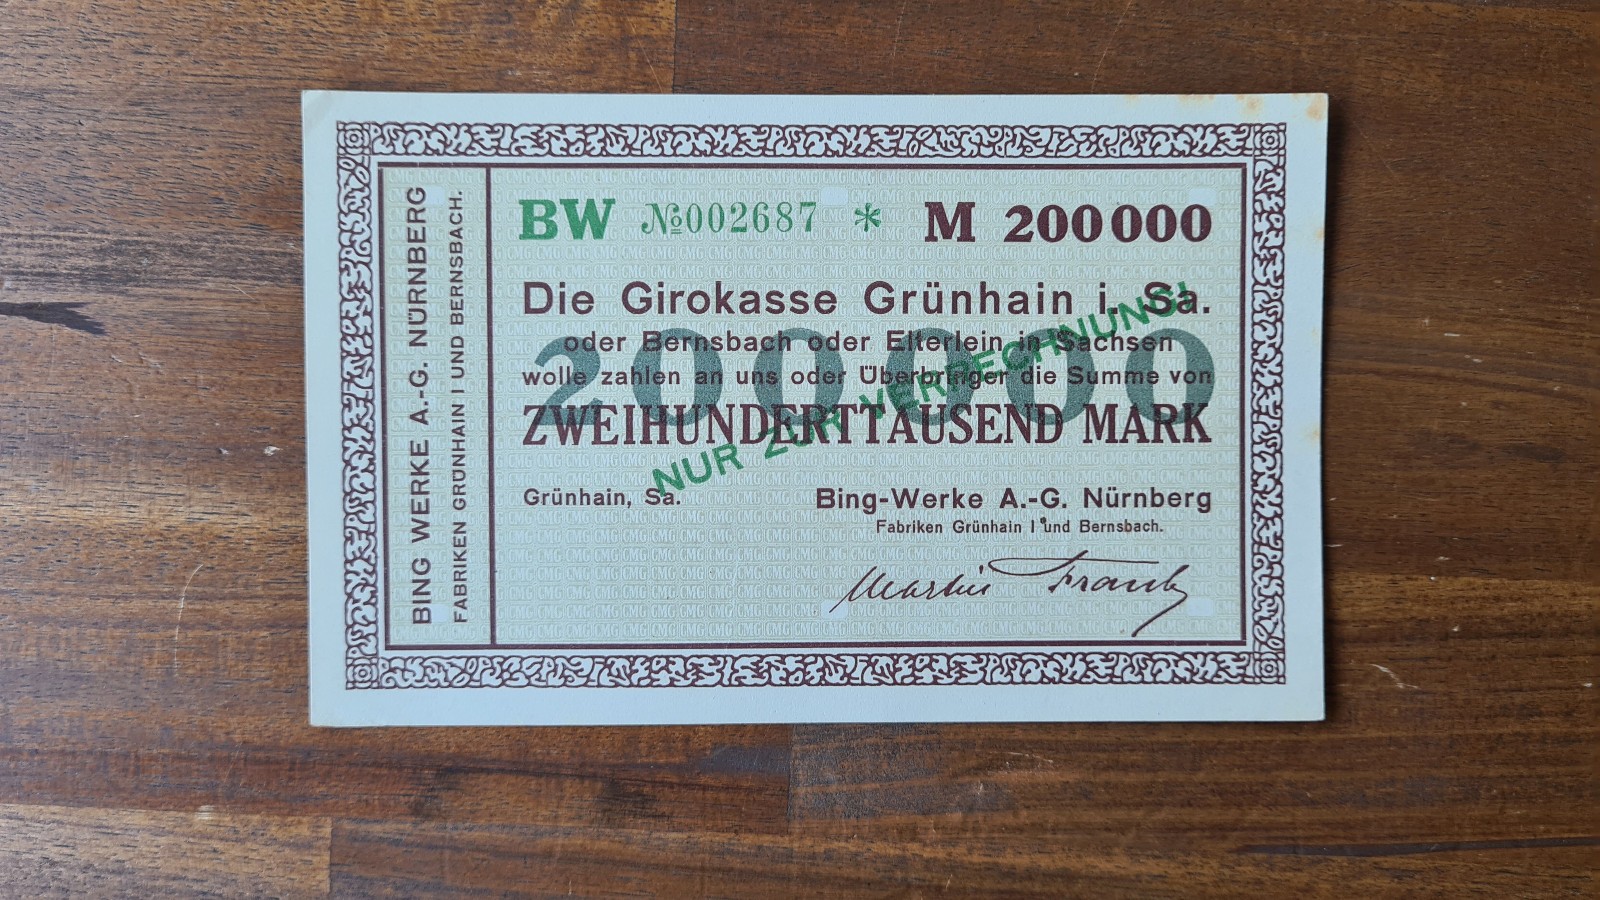 BING WERKE A.-G. NÜRNBERG
FABRIKEN GRÜNHAIN I UND BERNSBACH.
BW №002687 * M 200000
Die Girokasse Grünhain i. Sa.
oder Bernsbach oder Elterlein in Sachsen
200000
wolle zahlen an uns oder Überbringer die Summe von
ZWEIHUNDERTTAUSEND MARK
NUR ZUR VERRECHNUNG!
Grünhain, Sa.
Bing-Werke A.-G. Nürnberg
Fabriken Grünhain I und Bernsbach.
Martin Frank